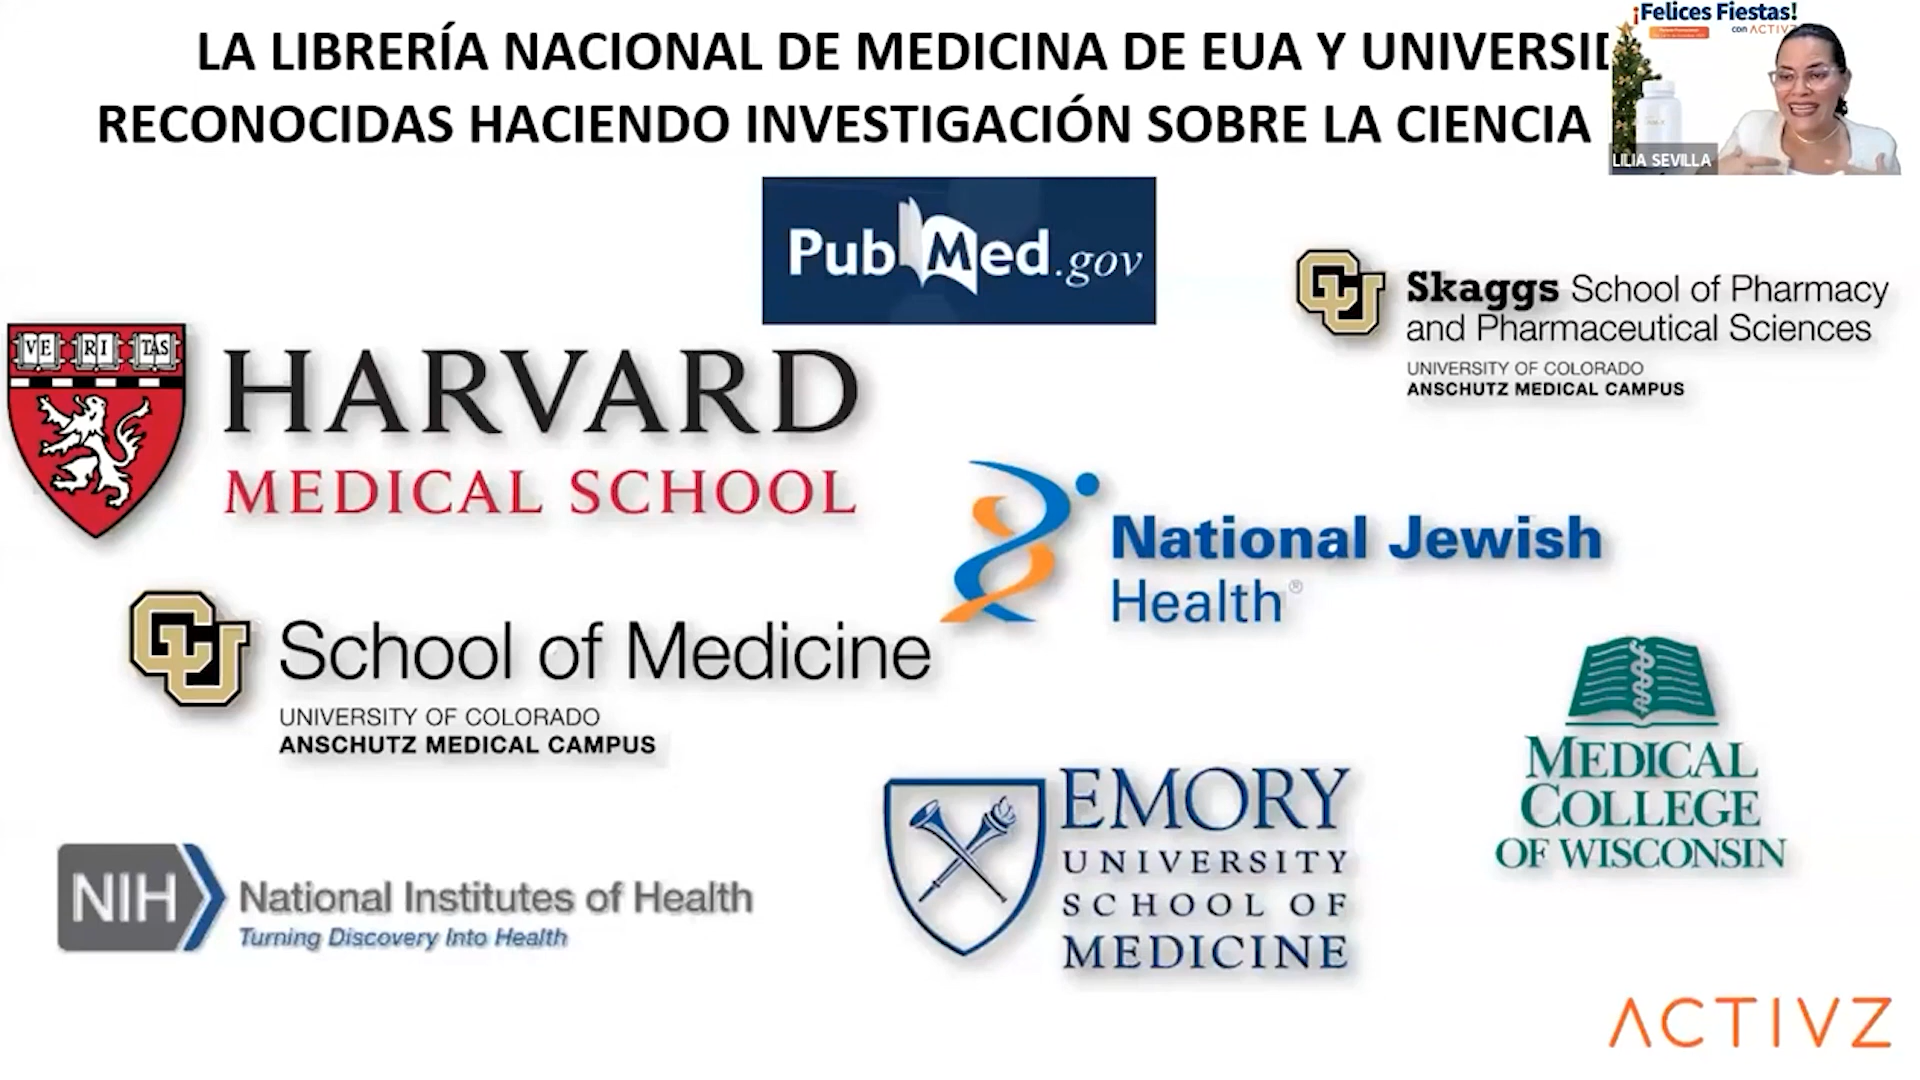 LA LIBRERÍA NACIONAL DE MEDICINA DE EUA Y UNIVERSID
RECONOCIDAS HACIENDO INVESTIGACIÓN SOBRE LA CIENCIA
¡Felices Fiestas!
con ACTIVZ
LILIA SEVILLA
PubMed.gov
Skaggs School of Pharmacy
and Pharmaceutical Sciences
UNIVERSITY OF COLORADO
ANSCHUTZ MEDICAL CAMPUS
VE RI TAS
HARVARD
MEDICAL SCHOOL
National Jewish
Health®
CU School of Medicine
UNIVERSITY OF COLORADO
ANSCHUTZ MEDICAL CAMPUS
MEDICAL
COLLEGE
OF WISCONSIN
EMORY
UNIVERSITY
SCHOOL OF
MEDICINE
NIH National Institutes of Health
Turning Discovery Into Health
ACTIVZ